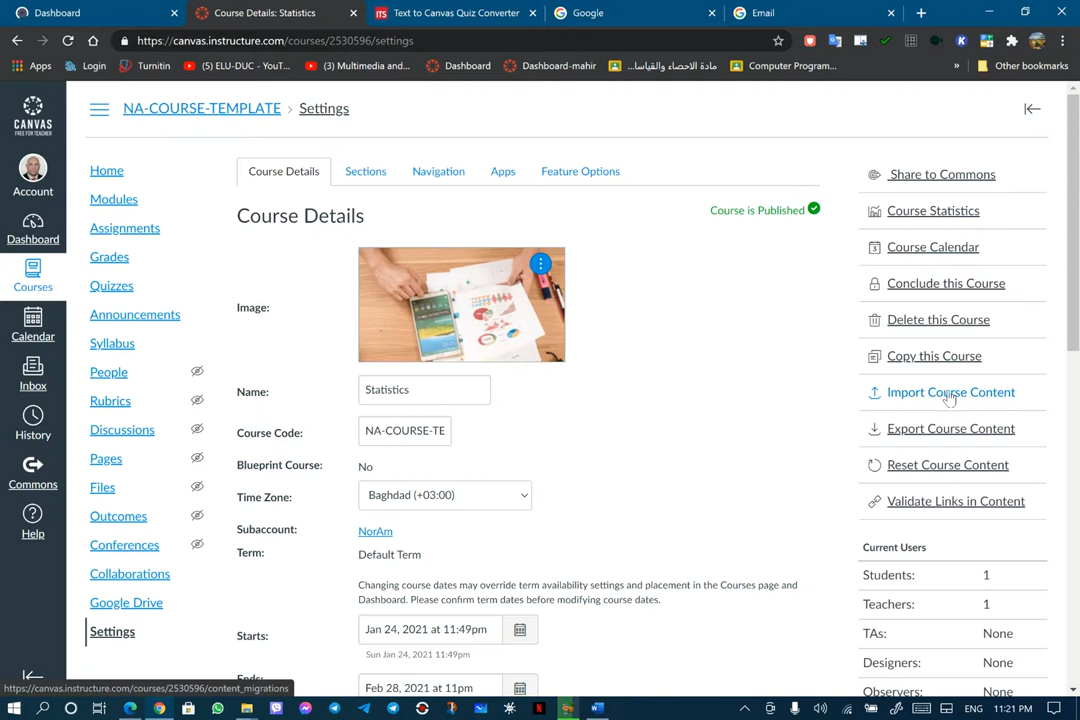 Dashboard
Course Details: Statistics
ITS Text to Canvas Quiz Converter
Google
Email
https://canvas.instructure.com/courses/2530596/settings
Apps
Login
Turnitin
(5) ELU-DUC - YouT...
(3) Multimedia and...
Dashboard
Dashboard-mahir
مادة الاحصاء والقياسا...
Computer Program...
»
Other bookmarks
CANVAS
FREE FOR TEACHER
Account
Dashboard
Courses
Calendar
Inbox
History
Commons
Help
NA-COURSE-TEMPLATE › Settings
Home
Modules
Assignments
Grades
Quizzes
Announcements
Syllabus
People
Rubrics
Discussions
Pages
Files
Outcomes
Conferences
Collaborations
Google Drive
Settings
Course Details
Sections
Navigation
Apps
Feature Options
Course Details
Course is Published
Image:
Name:
Statistics
Course Code:
NA-COURSE-TE
Blueprint Course:
No
Time Zone:
Baghdad (+03:00)
Subaccount:
NorAm
Term:
Default Term
Changing course dates may override term availability settings and placement in the Courses page and
Dashboard. Please confirm term dates before modifying course dates.
Starts:
Jan 24, 2021 at 11:49pm
Sun Jan 24, 2021 11:49pm
Ends:
Feb 28, 2021 at 11pm
Share to Commons
Course Statistics
Course Calendar
Conclude this Course
Delete this Course
Copy this Course
Import Course Content
Export Course Content
Reset Course Content
Validate Links in Content
Current Users
Students: 1
Teachers: 1
TAs: None
Designers: None
Observers: None
https://canvas.instructure.com/courses/2530596/content_migrations
ENG
11:21 PM